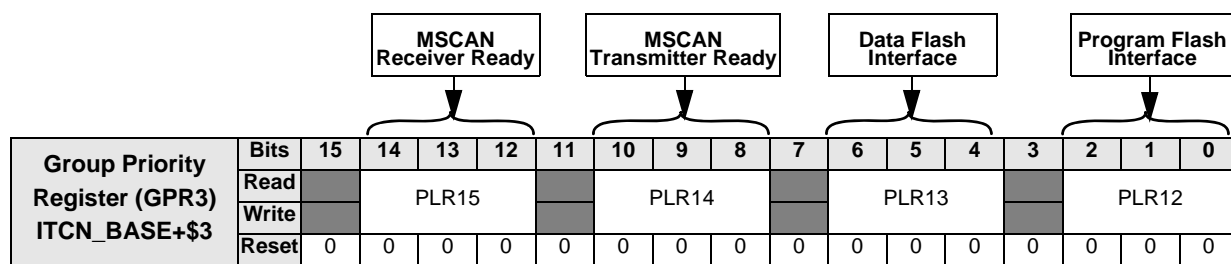 MSCAN
Receiver Ready
MSCAN
Transmitter Ready
Data Flash
Interface
Program Flash
Interface
Group Priority
Register (GPR3)
ITCN_BASE+$3
Bits 15 14 13 12 11 10 9 8 7 6 5 4 3 2 1 0
Read
Write
PLR15 PLR14 PLR13 PLR12
Reset 0 0 0 0 0 0 0 0 0 0 0 0 0 0 0 0